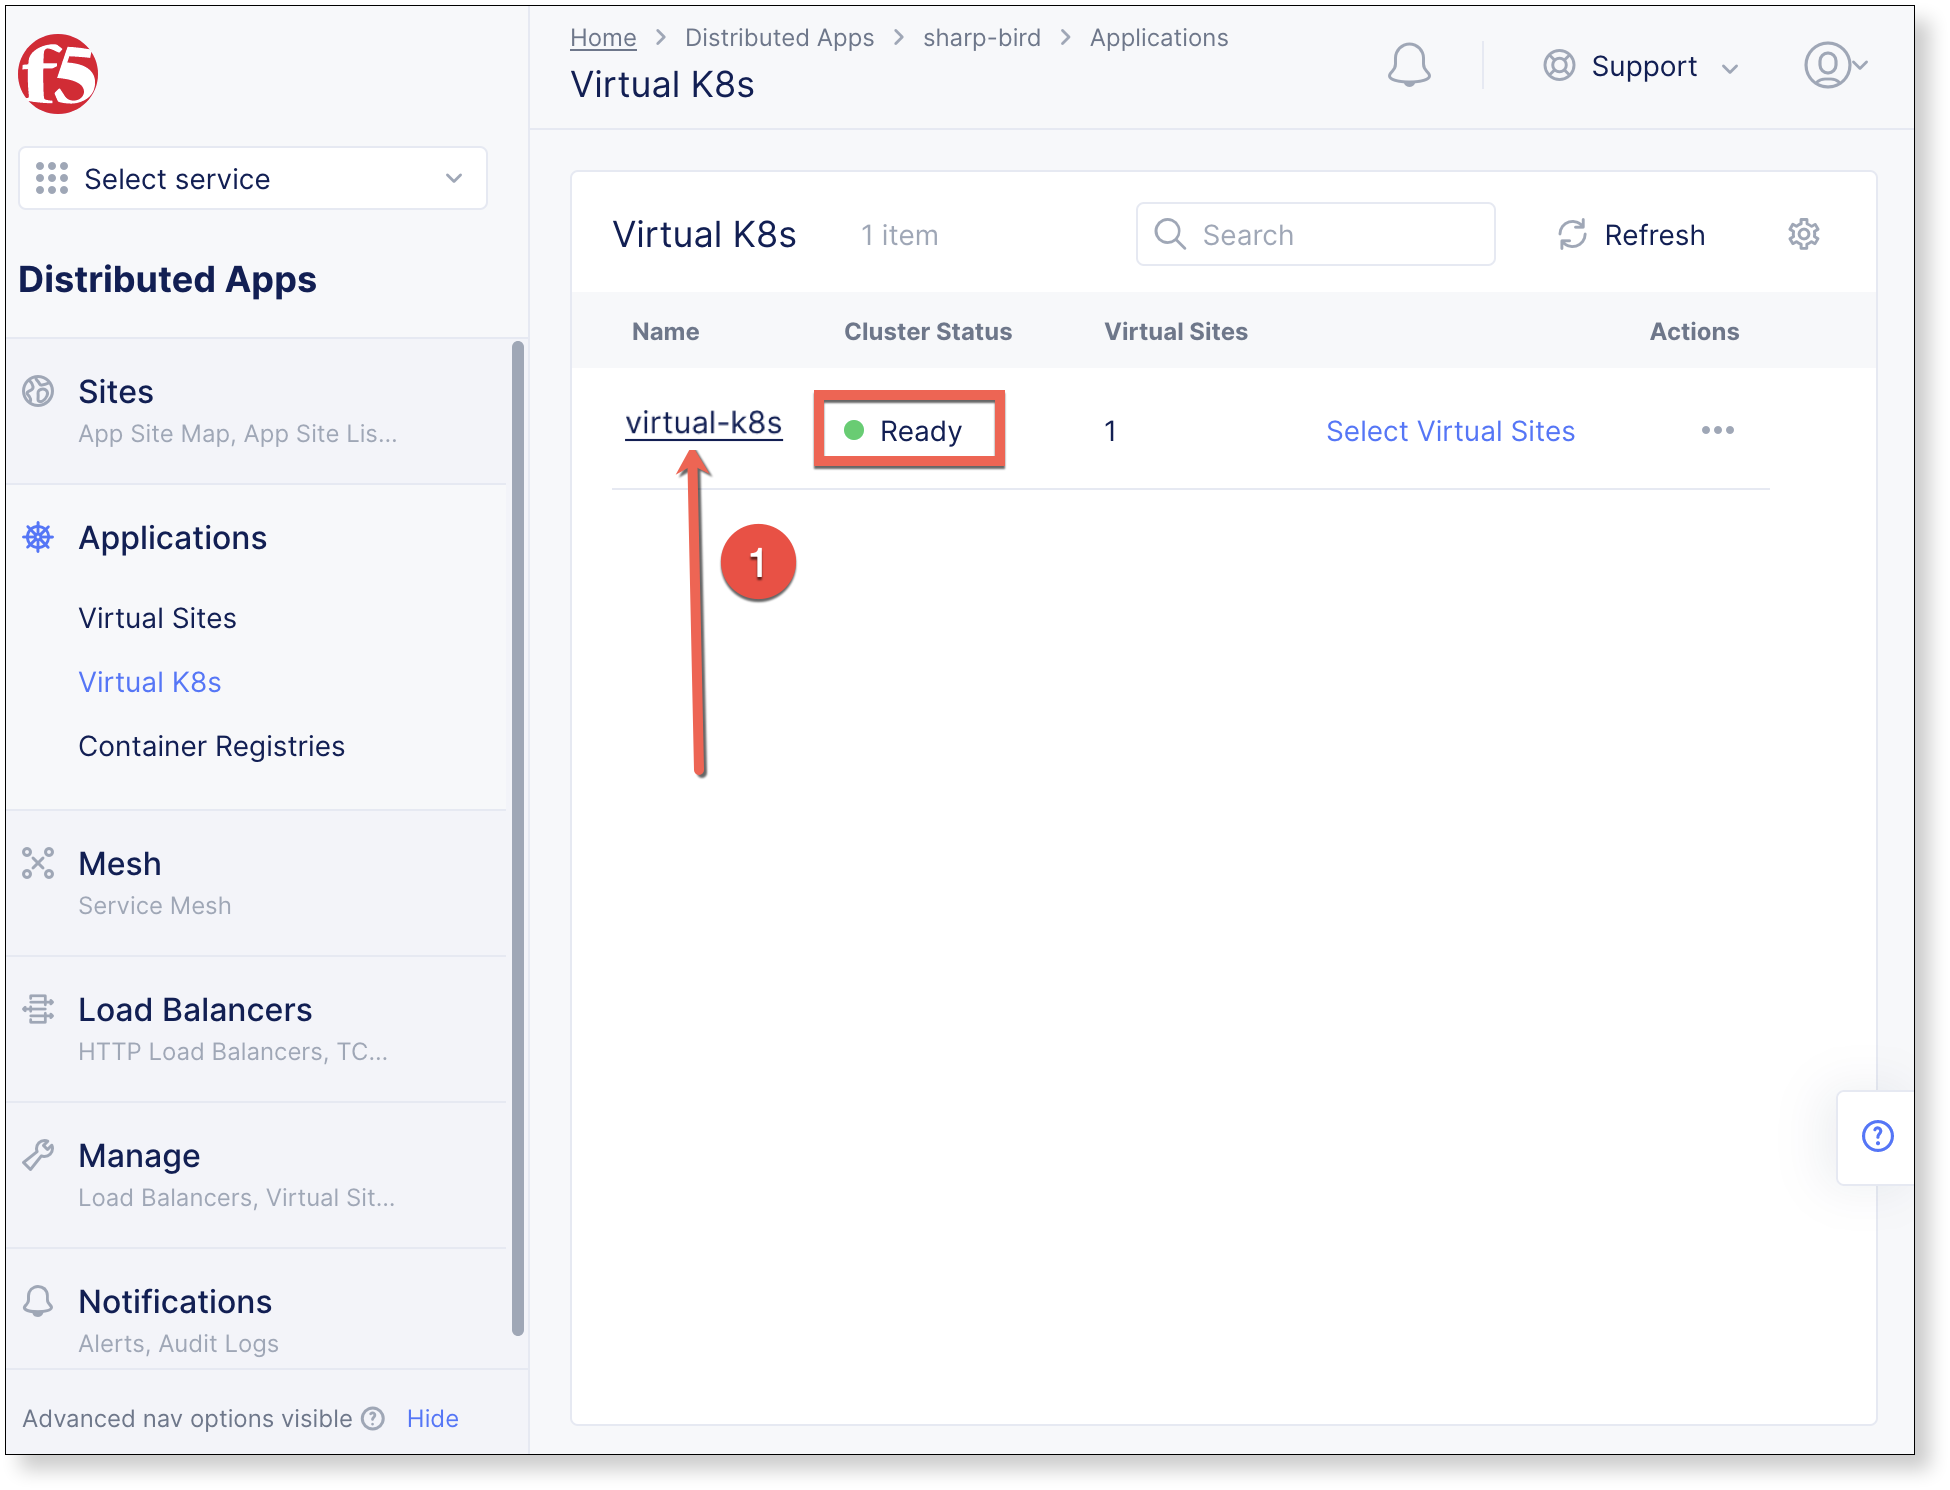 f5
Select service
Distributed Apps
Sites
App Site Map, App Site Lis...
Applications
Virtual Sites
Virtual K8s
Container Registries
Mesh
Service Mesh
Load Balancers
HTTP Load Balancers, TC...
Manage
Load Balancers, Virtual Sit...
Notifications
Alerts, Audit Logs
Advanced nav options visible ? Hide
Home > Distributed Apps > sharp-bird > Applications
Virtual K8s
Support
Virtual K8s 1 item Search Refresh
Name Cluster Status Virtual Sites Actions
virtual-k8s Ready 1 Select Virtual Sites •••
1
?